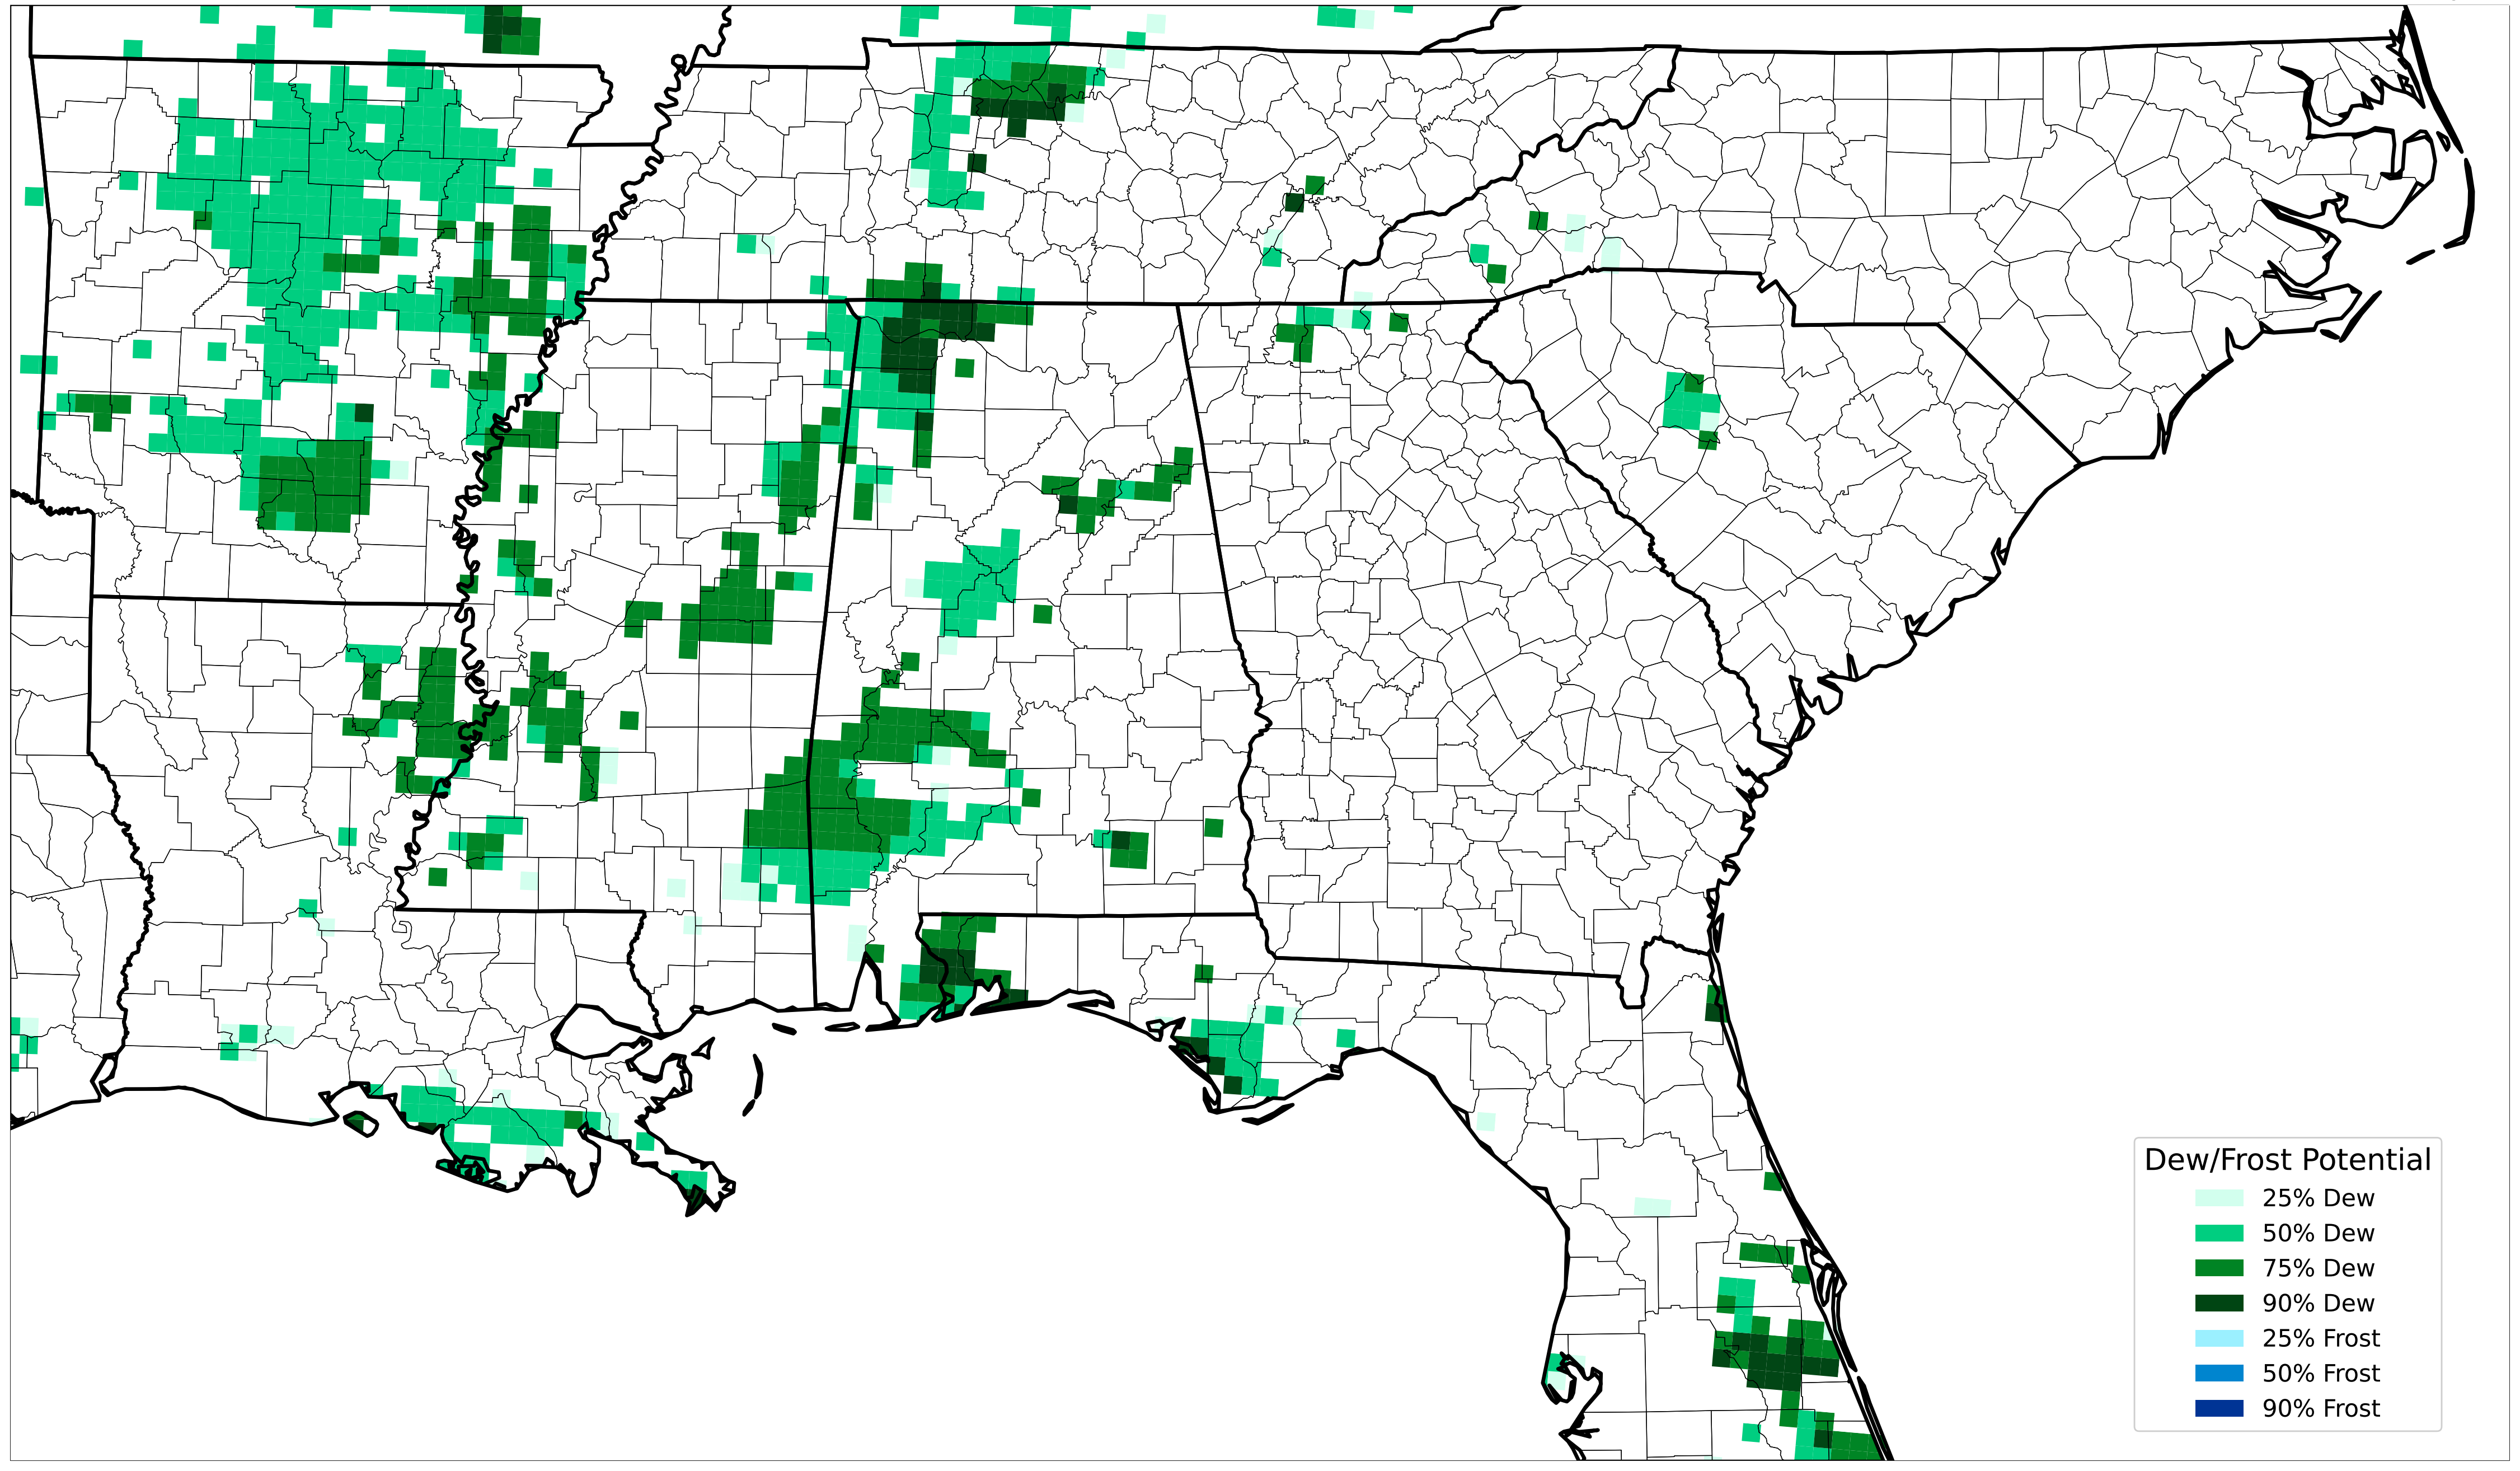 Dew/Frost Potential
25% Dew
50% Dew
75% Dew
90% Dew
25% Frost
50% Frost
90% Frost